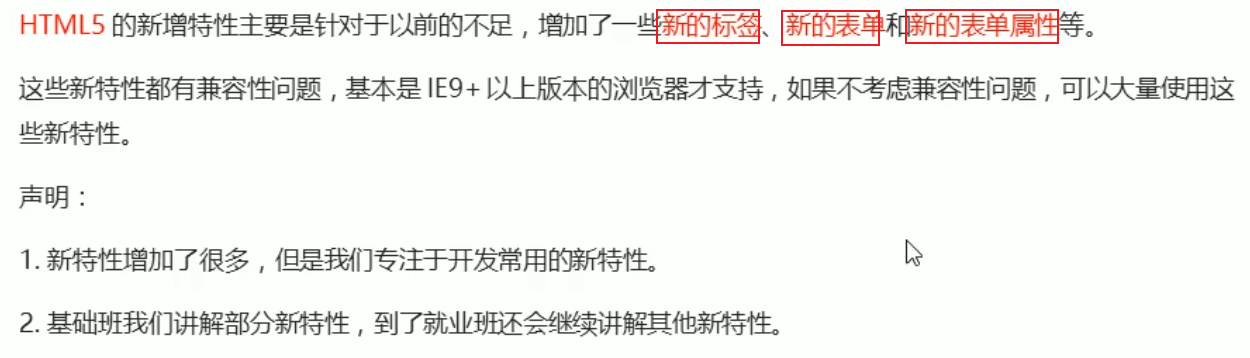 HTML5 的新增特性主要是针对于以前的不足，增加了一些新的标签、新的表单和新的表单属性等。
这些新特性都有兼容性问题，基本是 IE9+ 以上版本的浏览器才支持，如果不考虑兼容性问题，可以大量使用这
些新特性。
声明：
1. 新特性增加了很多，但是我们专注于开发常用的新特性。
2. 基础班我们讲解部分新特性，到了就业班还会继续讲解其他新特性。